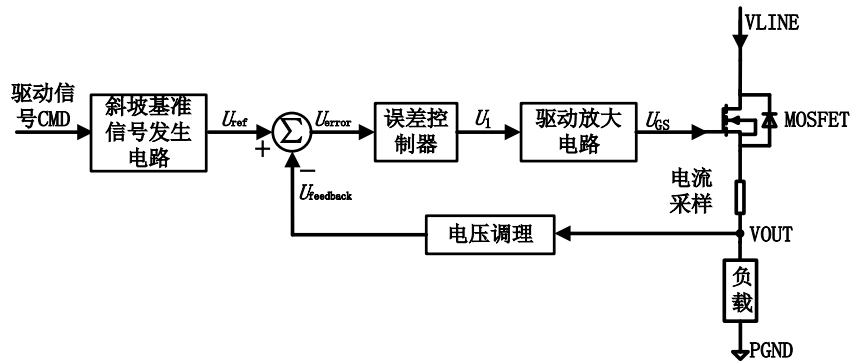 VLINE
驱动信
号CMD
斜坡基准
信号发生
电路
Uref
+
Σ
−
Uerror
误差控
制器
U1
驱动放大
电路
UGS
MOSFET
Ufeedback
电压调理
电流
采样
VOUT
负
载
PGND